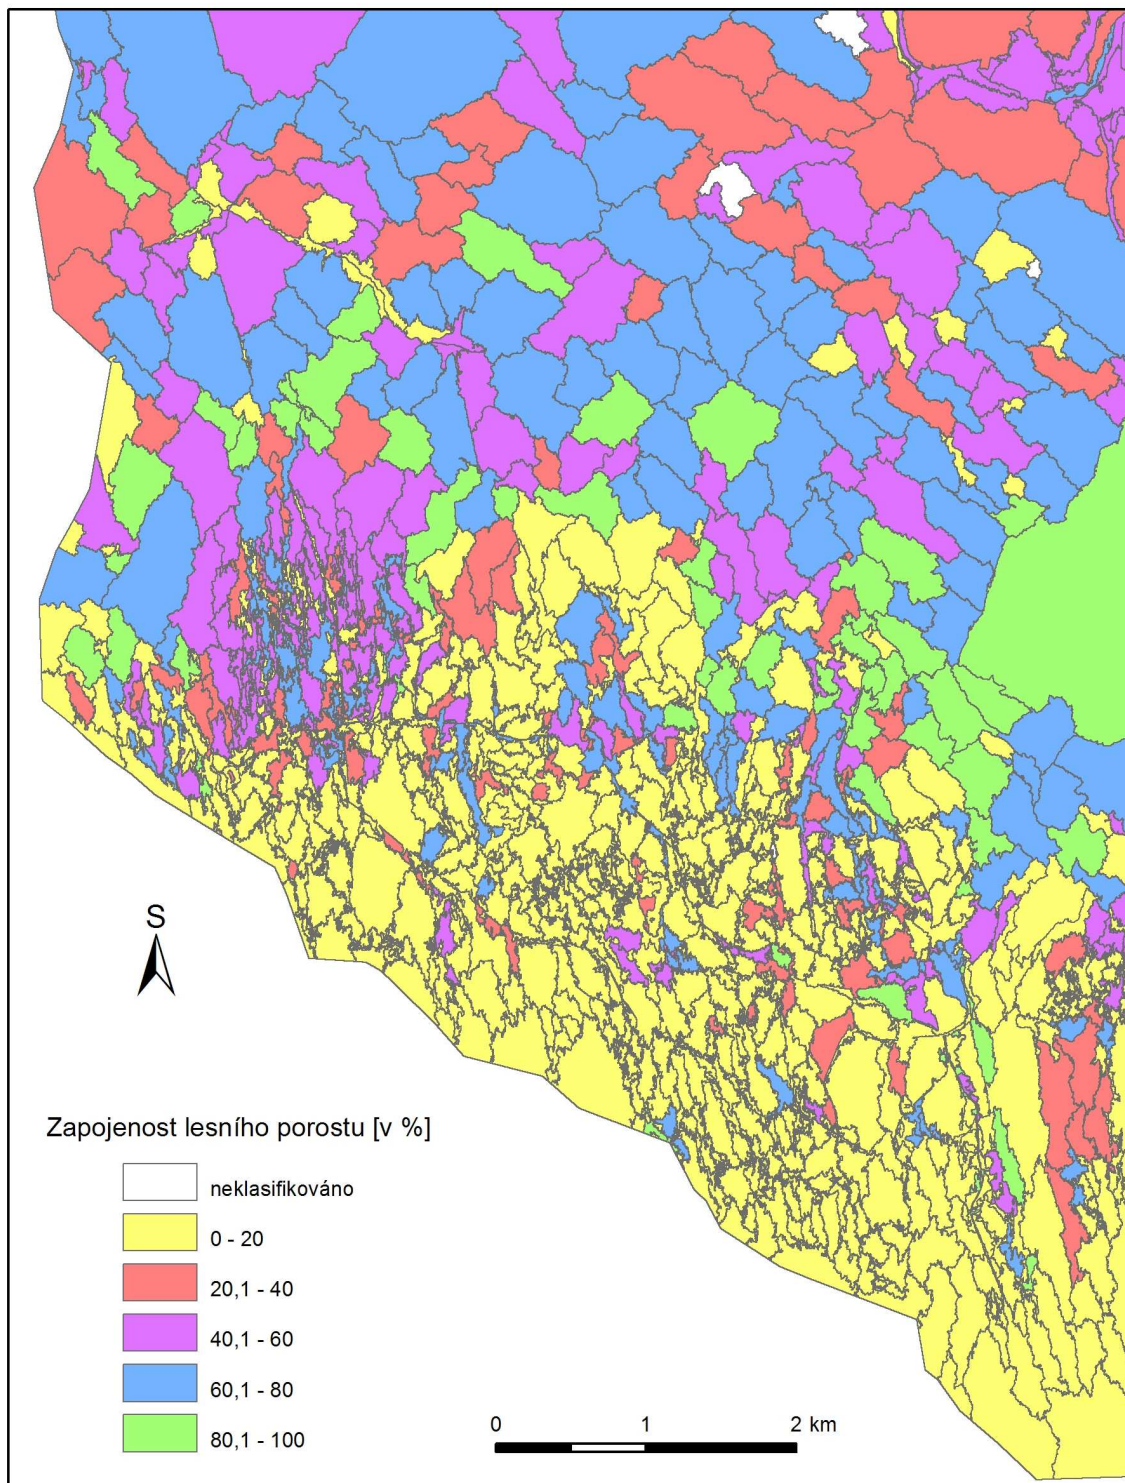 S
Zapojenost lesního porostu [v %]
neklasifikováno
0 - 20
20,1 - 40
40,1 - 60
60,1 - 80
80,1 - 100
0 1 2 km